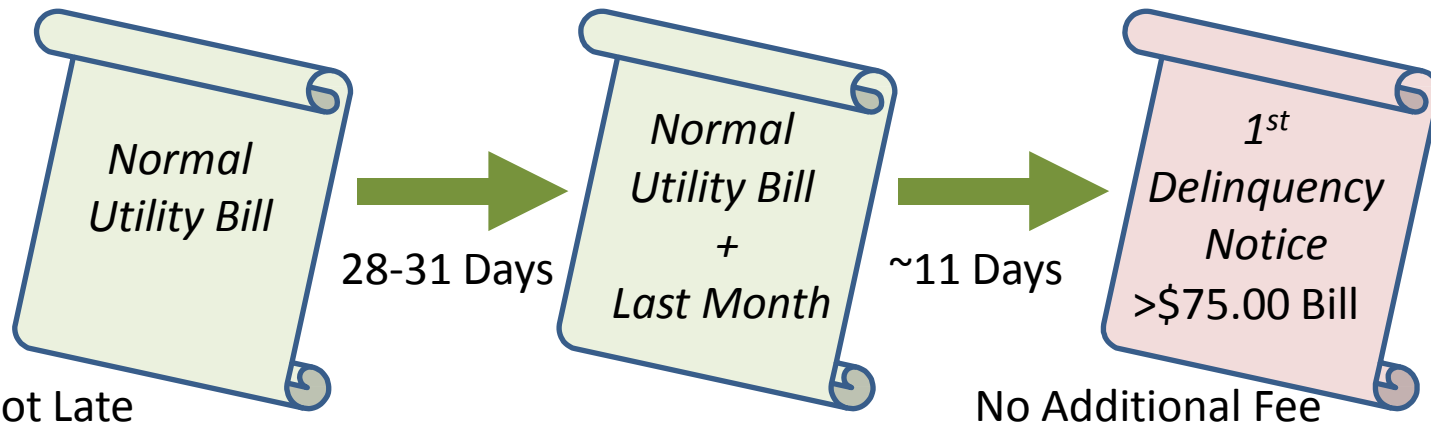 Normal
Utility Bill
28-31 Days
Normal
Utility Bill
+
Last Month
~11 Days
1st
Delinquency
Notice
>$75.00 Bill
ot Late
No Additional Fee